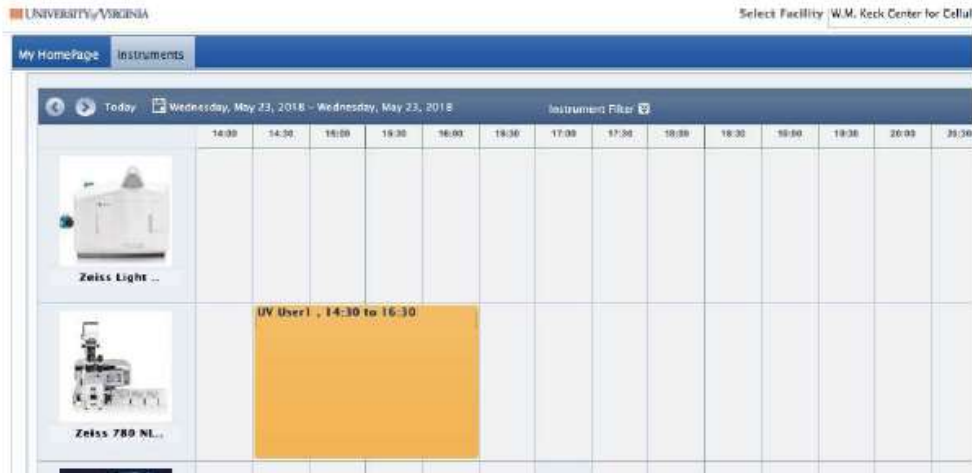 UNIVERSITY of VIRGINIA
Select Facility W.M. Keck Center for Cellul
My HomePage Instruments
Today Wednesday, May 23, 2018 - Wednesday, May 23, 2018 Instrument Filter
14:00 14:30 15:00 15:30 16:00 16:30 17:00 17:30 18:00 18:30 19:00 19:30 20:00 20:30
Zeiss Light ...
UV User1 , 14:30 to 16:30
Zeiss 780 NL...